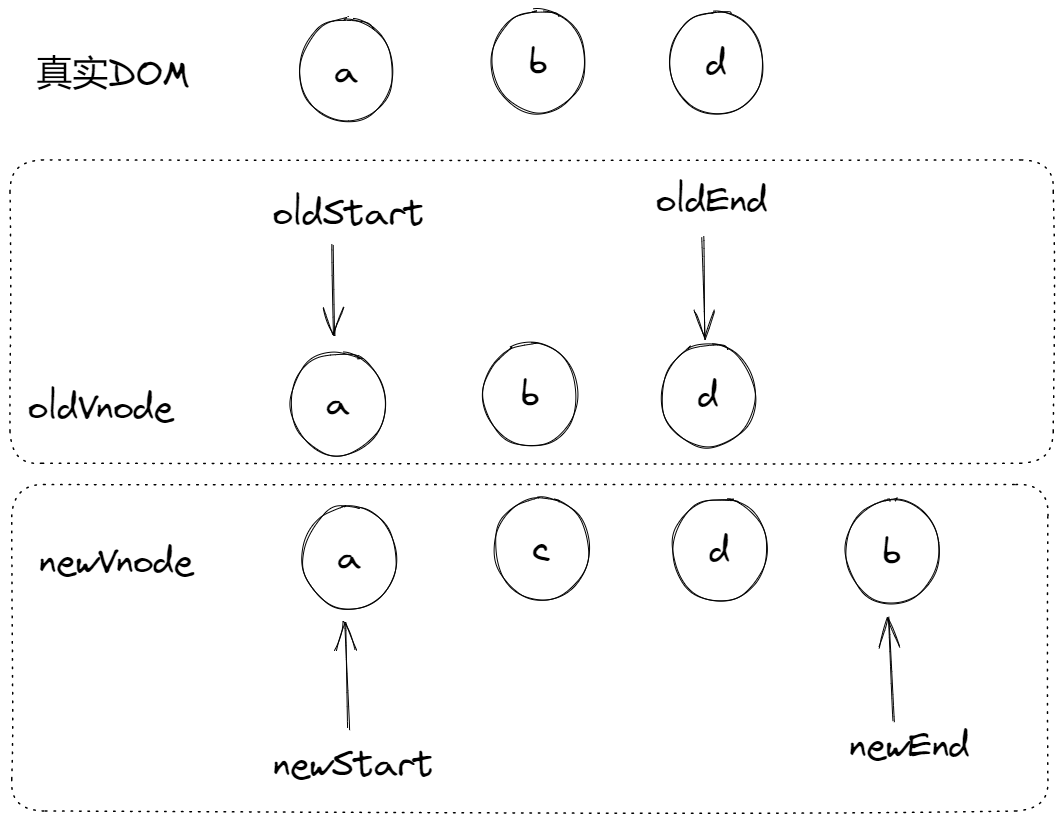 真实DOM a b d
oldStart oldEnd
oldVnode a b d
newVnode a c d b
newStart newEnd